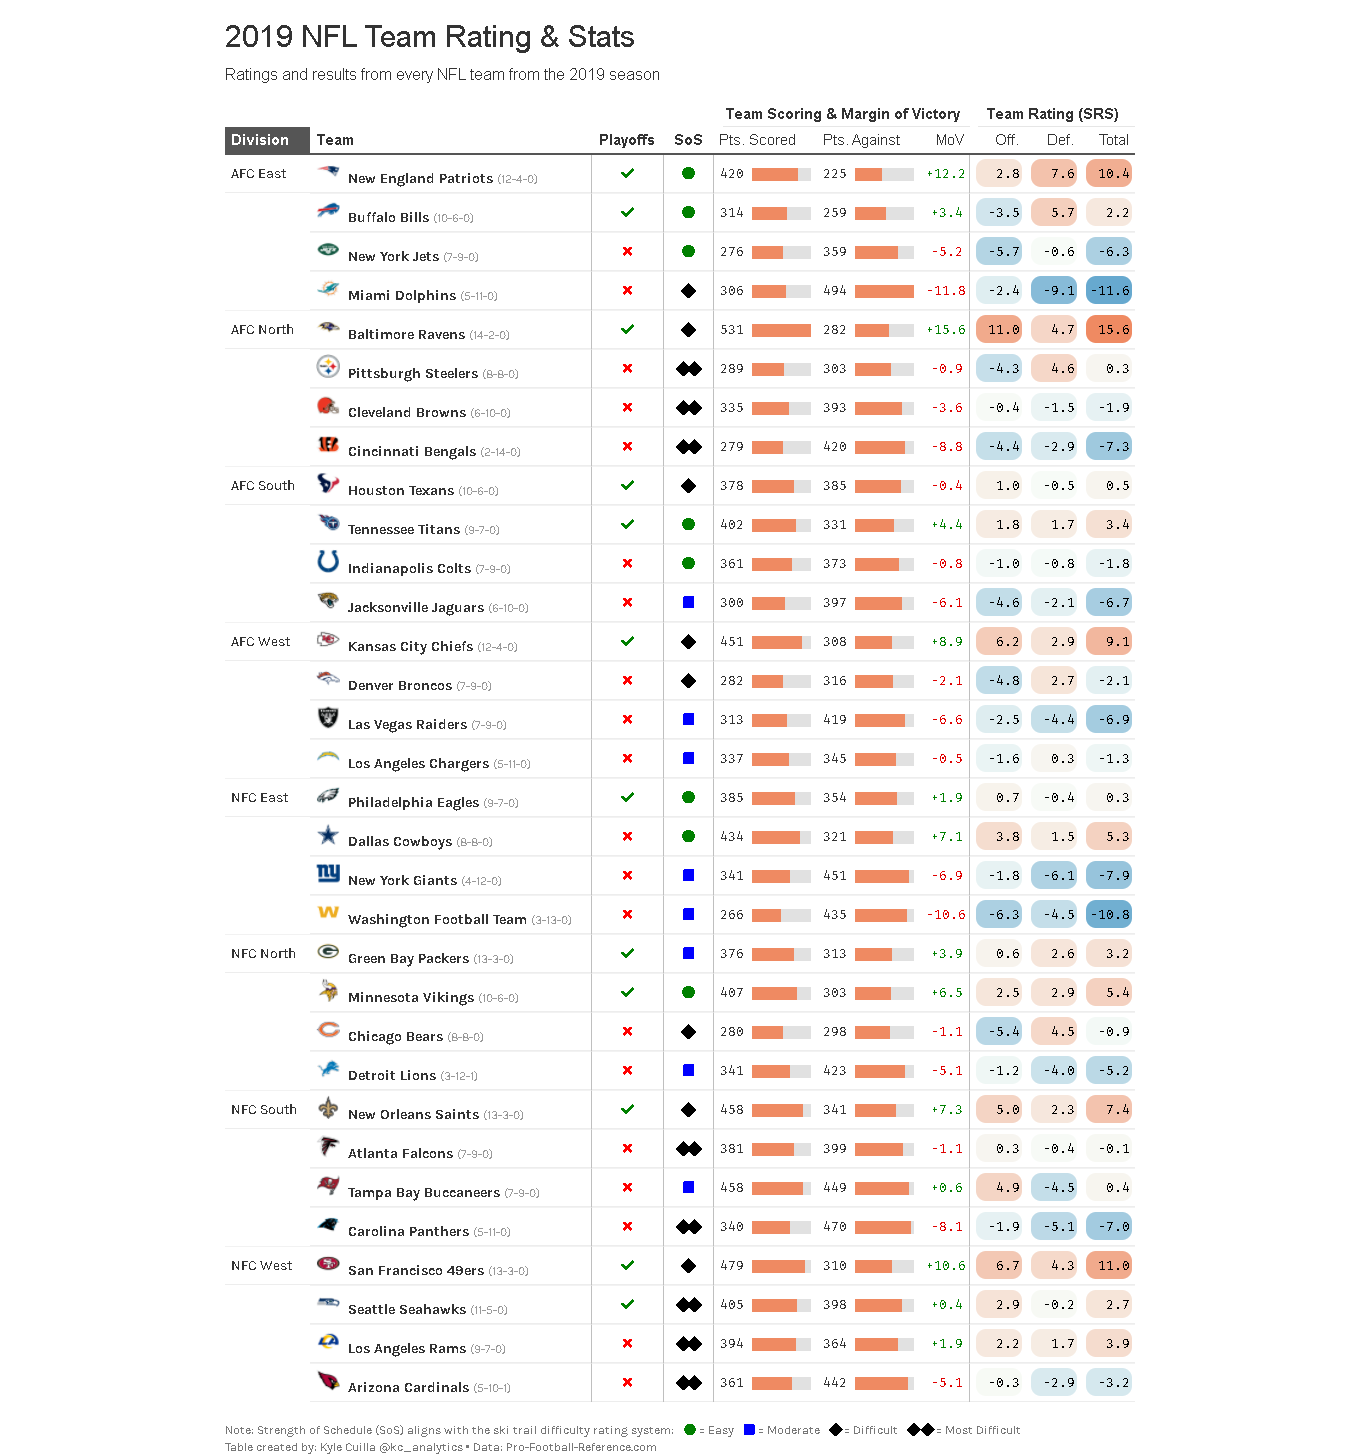 2019 NFL Team Rating & Stats
Ratings and results from every NFL team from the 2019 season
Team Scoring & Margin of Victory Team Rating (SRS)
Division Team Playoffs SoS Pts. Scored Pts. Against MoV Off. Def. Total
AFC East New England Patriots (12-4-0) 420 225 +12.2 2.8 7.6 10.4
Buffalo Bills (10-6-0) 314 259 +3.4 -3.5 5.7 2.2
New York Jets (7-9-0) 276 359 -5.2 -5.7 -0.6 -6.3
Miami Dolphins (5-11-0) 306 494 -11.8 -2.4 -9.1 -11.6
AFC North Baltimore Ravens (14-2-0) 531 282 +15.6 11.0 4.7 15.6
Pittsburgh Steelers (8-8-0) 289 303 -0.9 -4.3 4.6 0.3
Cleveland Browns (6-10-0) 335 393 -3.6 -0.4 -1.5 -1.9
Cincinnati Bengals (2-14-0) 279 420 -8.8 -4.4 -2.9 -7.3
AFC South Houston Texans (10-6-0) 378 385 -0.4 1.0 -0.5 0.5
Tennessee Titans (9-7-0) 402 331 +4.4 1.8 1.7 3.4
Indianapolis Colts (7-9-0) 361 373 -0.8 -1.0 -0.8 -1.8
Jacksonville Jaguars (6-10-0) 300 397 -6.1 -4.6 -2.1 -6.7
AFC West Kansas City Chiefs (12-4-0) 451 308 +8.9 6.2 2.9 9.1
Denver Broncos (7-9-0) 282 316 -2.1 -4.8 2.7 -2.1
Las Vegas Raiders (7-9-0) 313 419 -6.6 -2.5 -4.4 -6.9
Los Angeles Chargers (5-11-0) 337 345 -0.5 -1.6 0.3 -1.3
NFC East Philadelphia Eagles (9-7-0) 385 354 +1.9 0.7 -0.4 0.3
Dallas Cowboys (8-8-0) 434 321 +7.1 3.8 1.5 5.3
New York Giants (4-12-0) 341 451 -6.9 -1.8 -6.1 -7.9
Washington Football Team (3-13-0) 266 435 -10.6 -6.3 -4.5 -10.8
NFC North Green Bay Packers (13-3-0) 376 313 +3.9 0.6 2.6 3.2
Minnesota Vikings (10-6-0) 407 303 +6.5 2.5 2.9 5.4
Chicago Bears (8-8-0) 280 298 -1.1 -5.4 4.5 -0.9
Detroit Lions (3-12-1) 341 423 -5.1 -1.2 -4.0 -5.2
NFC South New Orleans Saints (13-3-0) 458 341 +7.3 5.0 2.3 7.4
Atlanta Falcons (7-9-0) 381 399 -1.1 0.3 -0.4 -0.1
Tampa Bay Buccaneers (7-9-0) 458 449 +0.6 4.9 -4.5 0.4
Carolina Panthers (5-11-0) 340 470 -8.1 -1.9 -5.1 -7.0
NFC West San Francisco 49ers (13-3-0) 479 310 +10.6 6.7 4.3 11.0
Seattle Seahawks (11-5-0) 405 398 +0.4 2.9 -0.2 2.7
Los Angeles Rams (9-7-0) 394 364 +1.9 2.2 1.7 3.9
Arizona Cardinals (5-10-1) 361 442 -5.1 -0.3 -2.9 -3.2
Note: Strength of Schedule (SoS) aligns with the ski trail difficulty rating system: = Easy = Moderate = Difficult = Most Difficult
Table created by: Kyle Cuilla @kc_analytics • Data: Pro-Football-Reference.com